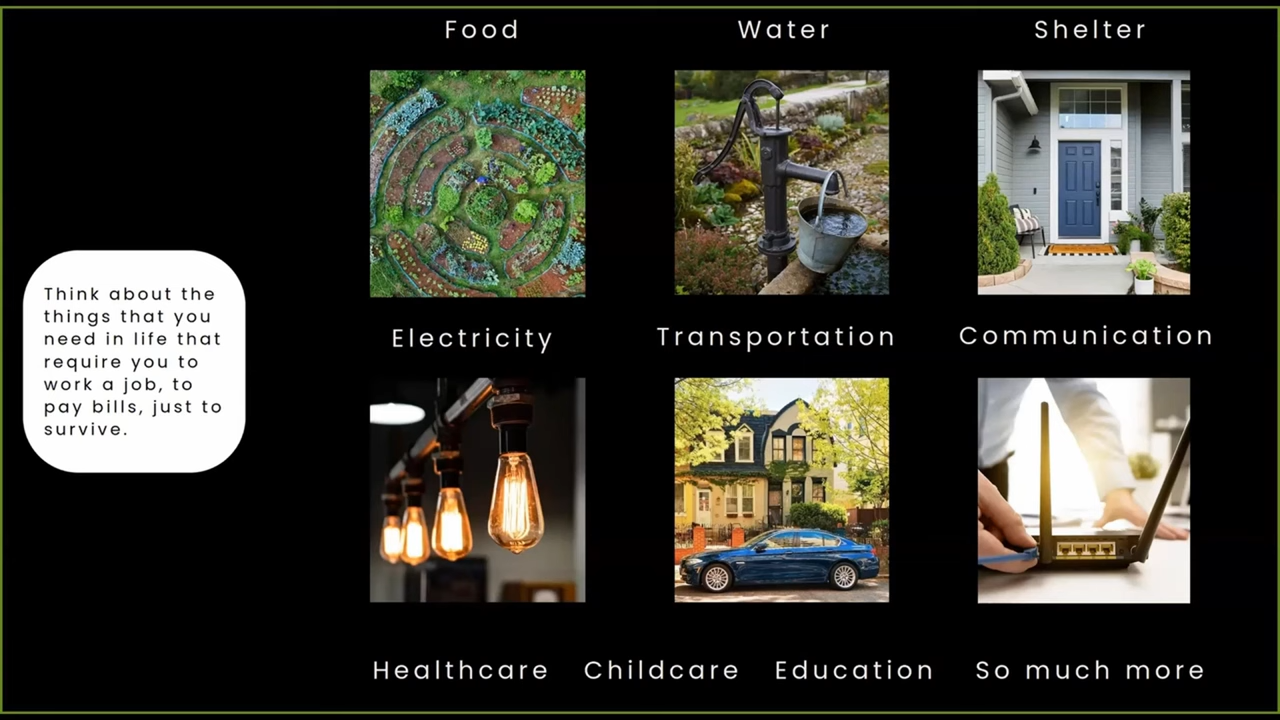 Food
Water
Shelter
Think about the
things that you
need in life that
require you to
work a job, to
pay bills, just to
survive.
Electricity
Transportation
Communication
Healthcare
Childcare
Education
So much more